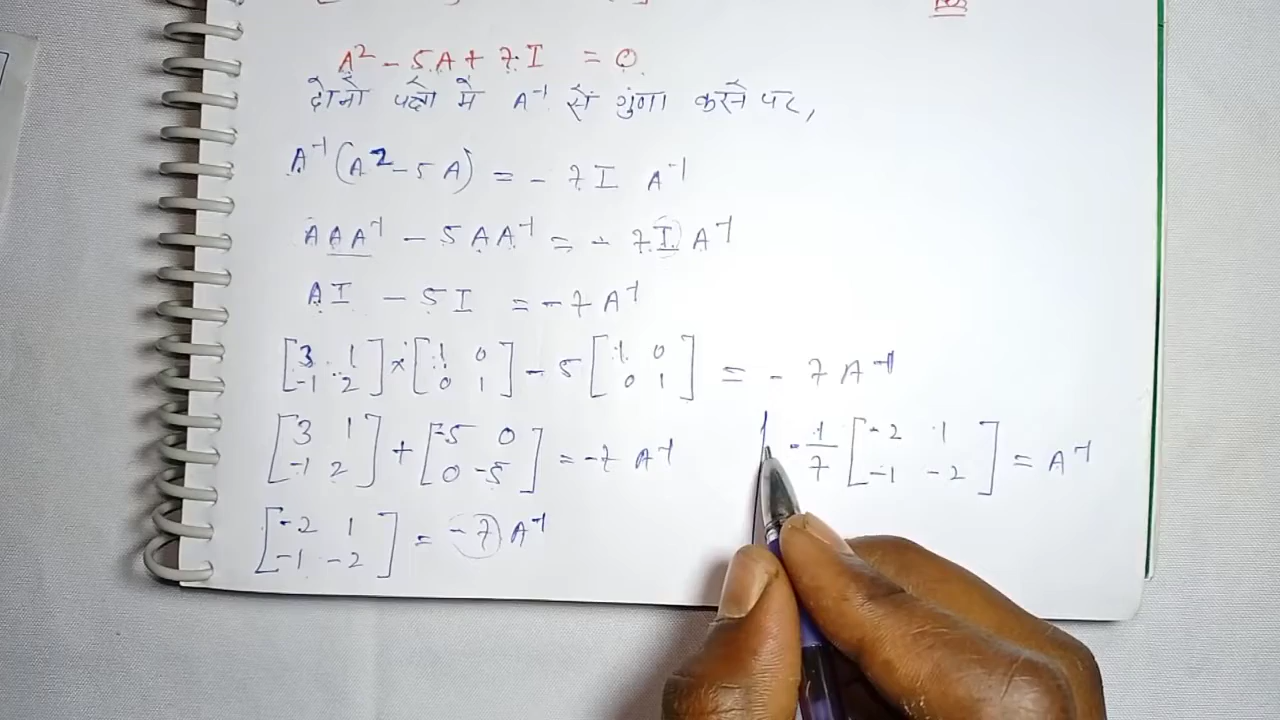 A² - 5A + 7I = 0
दोनो पक्षो मे A⁻¹ से गुंणा करने पर,
A⁻¹(A² - 5A) = - 7I A⁻¹
AAA⁻¹ - 5AA⁻¹ = - 7IA⁻¹
AI - 5I = -7A⁻¹
[3 1; -1 2] × [1 0; 0 1] - 5[1 0; 0 1] = - 7A⁻¹
[3 1; -1 2] + [-5 0; 0 -5] = -7A⁻¹
[-2 1; -1 -2] = -7A⁻¹
-1/7 [-2 1; -1 -2] = A⁻¹